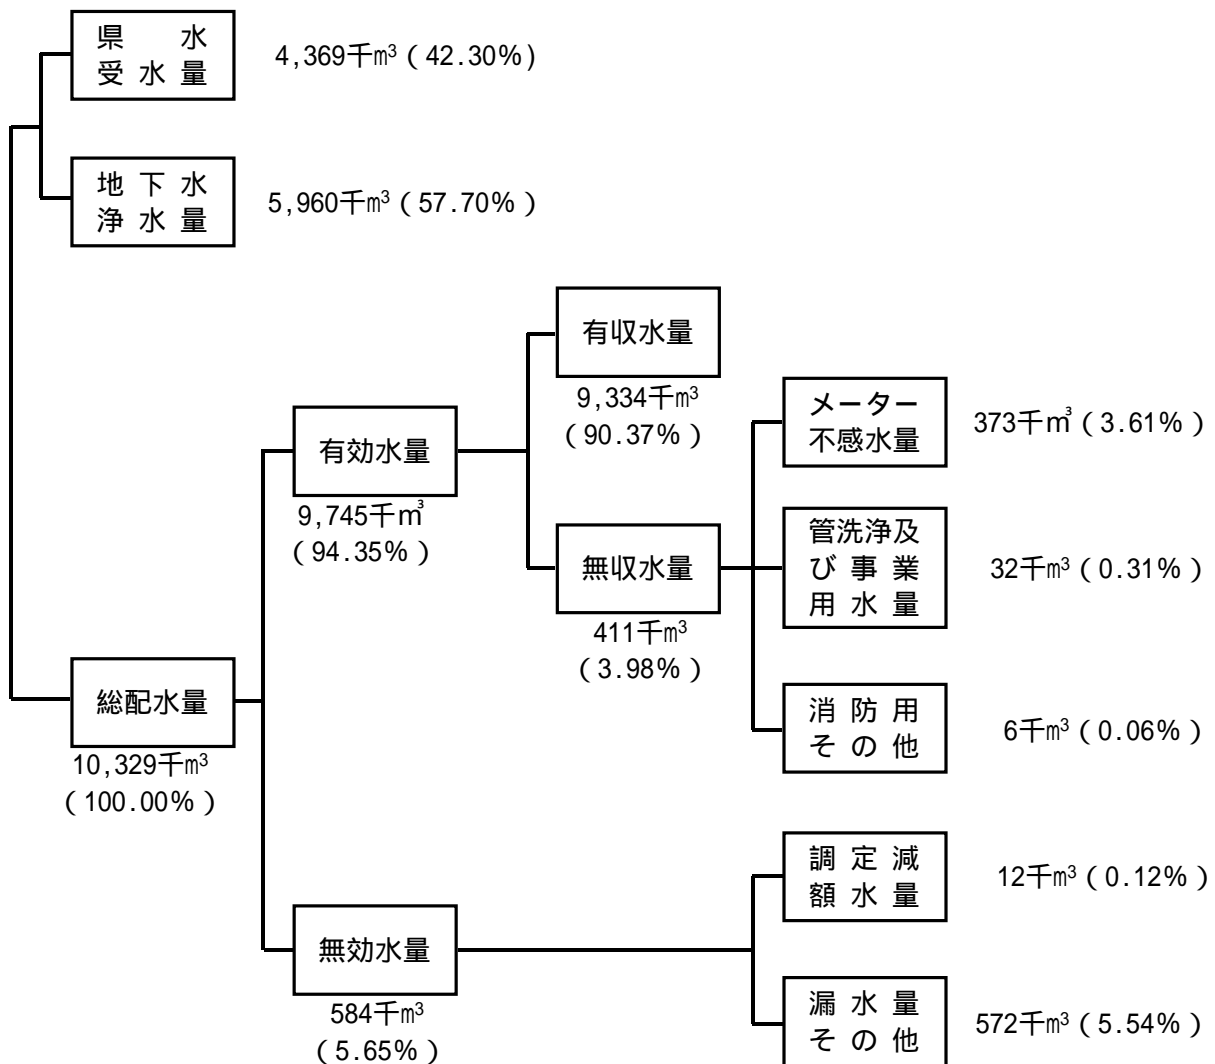 県　　水
受 水 量
4,369千m³ ( 42.30%)
地 下 水
浄 水 量
5,960千m³ ( 57.70% )
有収水量
9,334千m³
( 90.37% )
メーター
不感水量
373千㎥ ( 3.61% )
有効水量
9,745千㎥
( 94.35% )
管洗浄及
び 事 業
用 水 量
32千m³ ( 0.31% )
無収水量
411千m³
( 3.98% )
総配水量
10,329千m³
( 100.00% )
消 防 用
そ の 他
6千m³ ( 0.06% )
調 定 減
額 水 量
12千m³ ( 0.12% )
無効水量
584千m³
( 5.65% )
漏 水 量
そ の 他
572千m³ ( 5.54% )